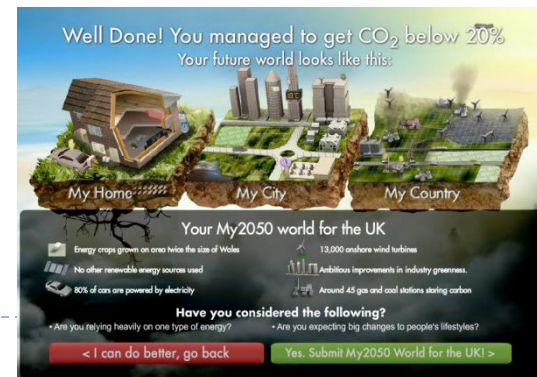 Well Done! You managed to get CO2 below 20%
Your future world looks like this:
My Home
My City
My Country
Your My2050 world for the UK
Energy crops grown on area twice the size of Wales
13,000 onshore wind turbines
No other renewable energy sources used
Ambitious improvements in industry greenness.
80% of cars are powered by electricity
Around 45 gas and coal stations storing carbon
Have you considered the following?
• Are you relying heavily on one type of energy?
• Are you expecting big changes to people's lifestyles?
< I can do better, go back
Yes. Submit My2050 World for the UK! >